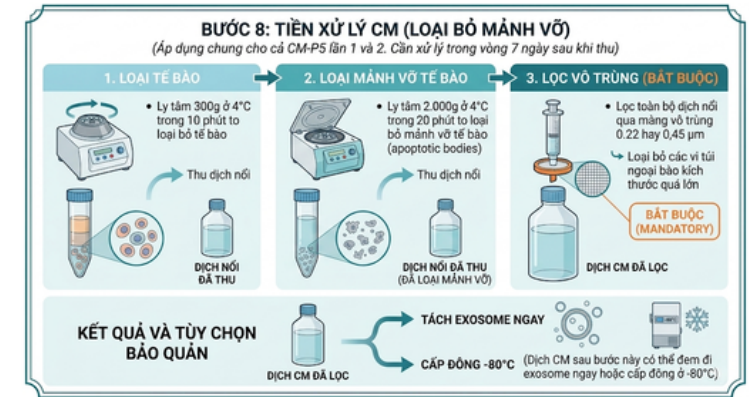 BƯỚC 8: TIỀN XỬ LÝ CM (LOẠI BỎ MẢNH VỠ)
(Áp dụng chung cho cả CM-P5 lần 1 và 2. Cần xử lý trong vòng 7 ngày sau khi thu)
1. LOẠI TẾ BÀO
• Ly tâm 300g ở 4°C
trong 10 phút to
loại bỏ tế bào
Thu dịch nổi
DỊCH NỔI
ĐÃ THU
2. LOẠI MẢNH VỠ TẾ BÀO
• Ly tâm 2.000g ở 4°C
trong 20 phút to loại
bỏ mảnh vỡ tế bào
(apoptotic bodies)
Thu dịch nổi
DỊCH NỔI ĐÃ THU
(ĐÃ LOẠI MẢNH VỠ)
3. LỌC VÔ TRÙNG (BẮT BUỘC)
• Lọc toàn bộ dịch nổi
qua màng vô trùng
0.22 hay 0,45 µm
Loại bỏ các vi túi
ngoại bào kích
thước quá lớn
BẮT BUỘC
(MANDATORY)
DỊCH CM ĐÃ LỌC
KẾT QUẢ VÀ TÙY CHỌN
BẢO QUẢN
DỊCH CM ĐÃ LỌC
TÁCH EXOSOME NGAY
CẤP ĐÔNG -80°C
(Dịch CM sau bước này có thể đem đi
exosome ngay hoặc cấp đông ở -80°C)